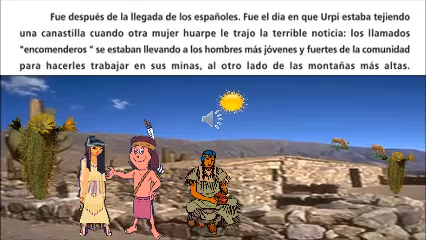 Fue después de la llegada de los españoles. Fue el día en que Urpi estaba tejiendo
una canastilla cuando otra mujer huarpe le trajo la terrible noticia: los llamados
"encomenderos " se estaban llevando a los hombres más jóvenes y fuertes de la comunidad
para hacerles trabajar en sus minas, al otro lado de las montañas más altas.